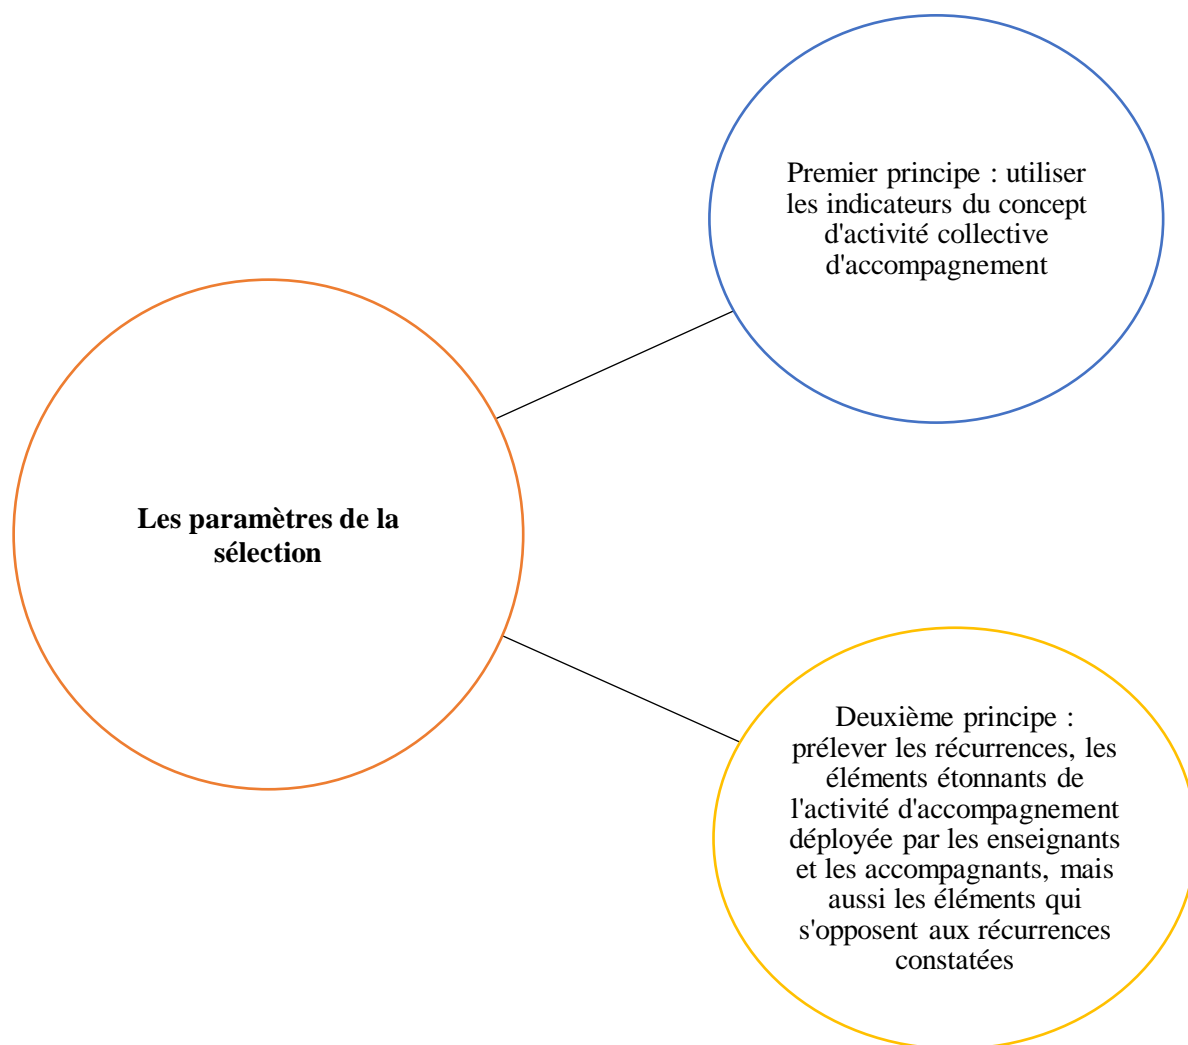 Premier principe : utiliser
les indicateurs du concept
d'activité collective
d'accompagnement
Les paramètres de la
sélection
Deuxième principe :
prélever les récurrences, les
éléments étonnants de
l'activité d'accompagnement
déployée par les enseignants
et les accompagnants, mais
aussi les éléments qui
s'opposent aux récurrences
constatées